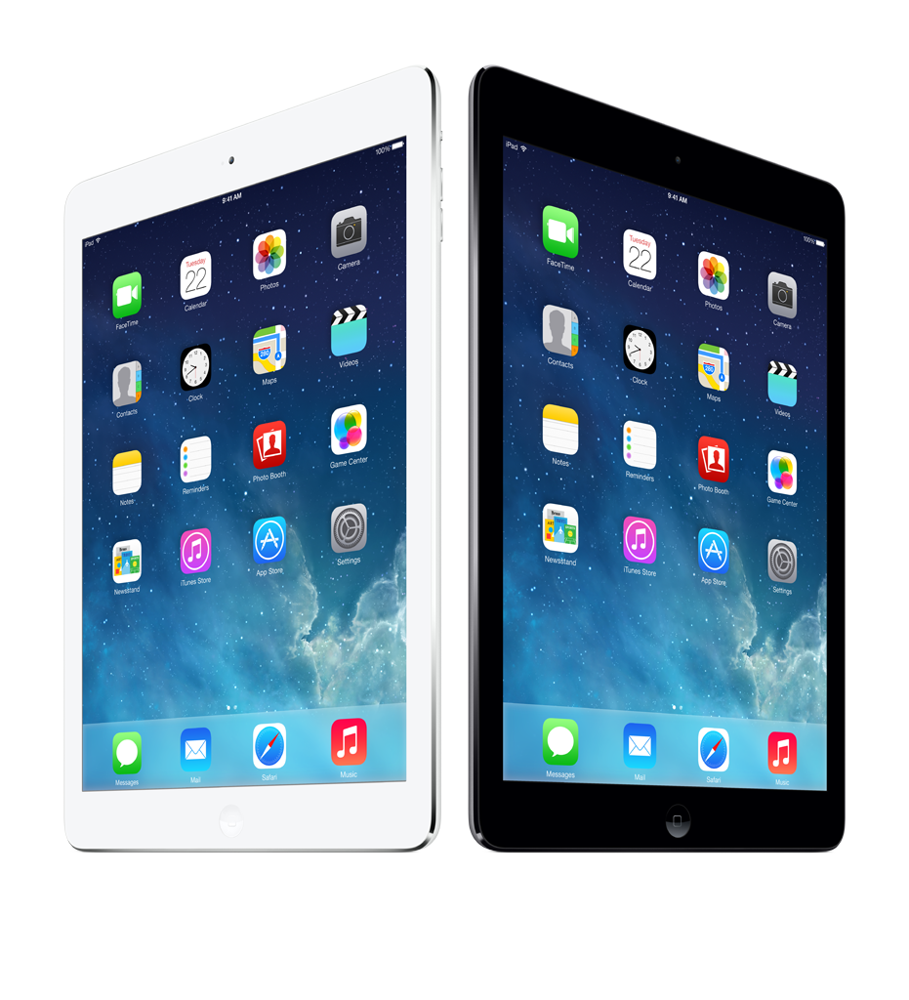 iPad
9:41 AM
100%
FaceTime
Tuesday
22
Calendar
Photos
Camera
Contacts
Clock
280
Maps
Videos
Notes
Reminders
Photo Booth
Game Center
Newsstand
iTunes Store
App Store
Settings
Messages
Mail
Safari
Music
iPad
9:41 AM
100%
FaceTime
Tuesday
22
Calendar
Photos
Camera
Contacts
Clock
280
Maps
Videos
Notes
Reminders
Photo Booth
Game Center
Newsstand
iTunes Store
App Store
Settings
Messages
Mail
Safari
Music